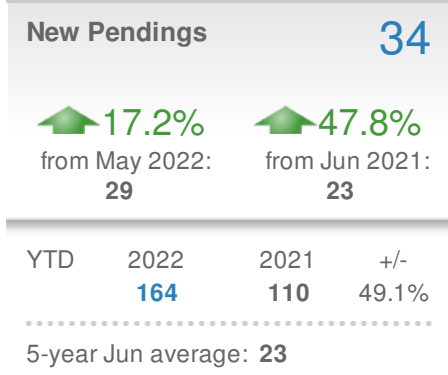 New Pendings 34
17.2% 47.8%
from May 2022: from Jun 2021:
29 23
YTD 2022 2021 +/-
164 110 49.1%
5-year Jun average: 23